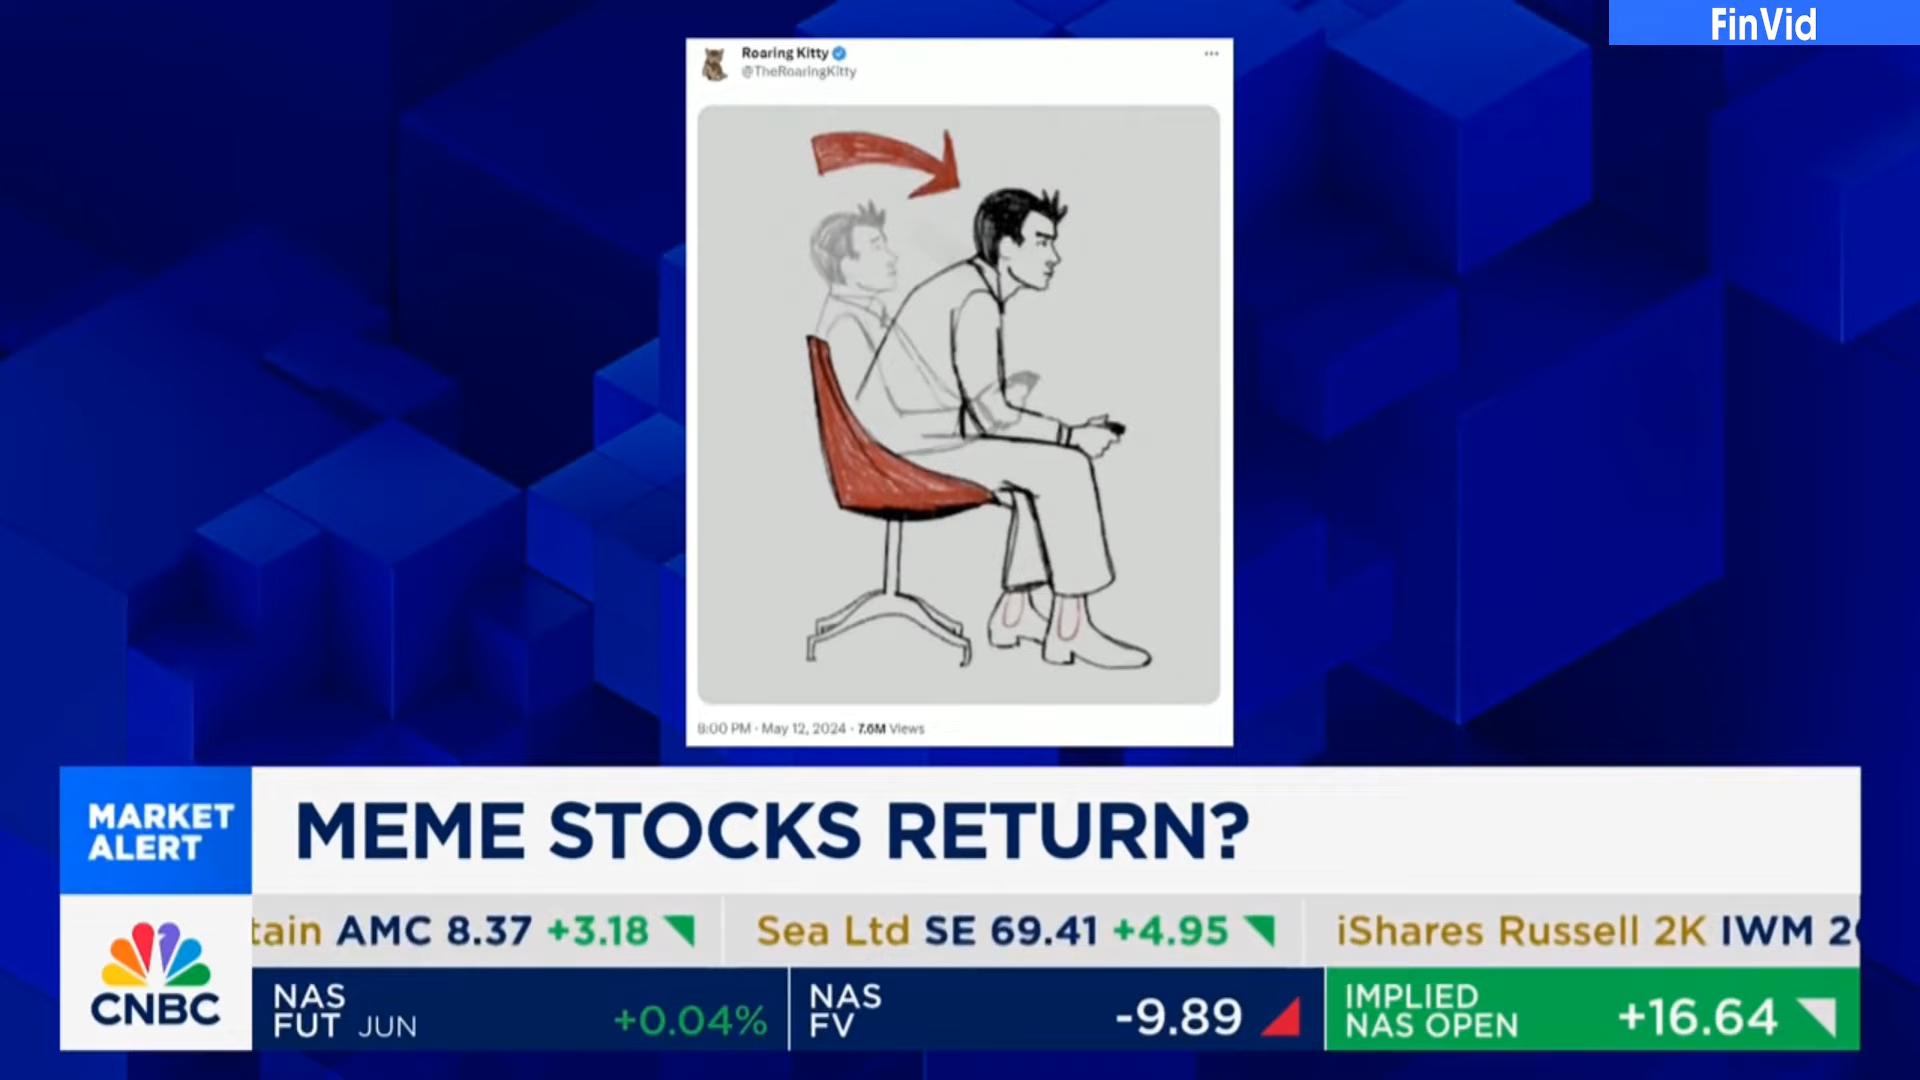 FinVid
Roaring Kitty
@TheRoaringKitty
8:00 PM · May 12, 2024 · 7.6M Views
MARKET
ALERT
MEME STOCKS RETURN?
tain AMC 8.37 +3.18
Sea Ltd SE 69.41 +4.95
iShares Russell 2K IWM 20
CNBC
NAS
FUT JUN
+0.04%
NAS
FV
-9.89
IMPLIED
NAS OPEN
+16.64